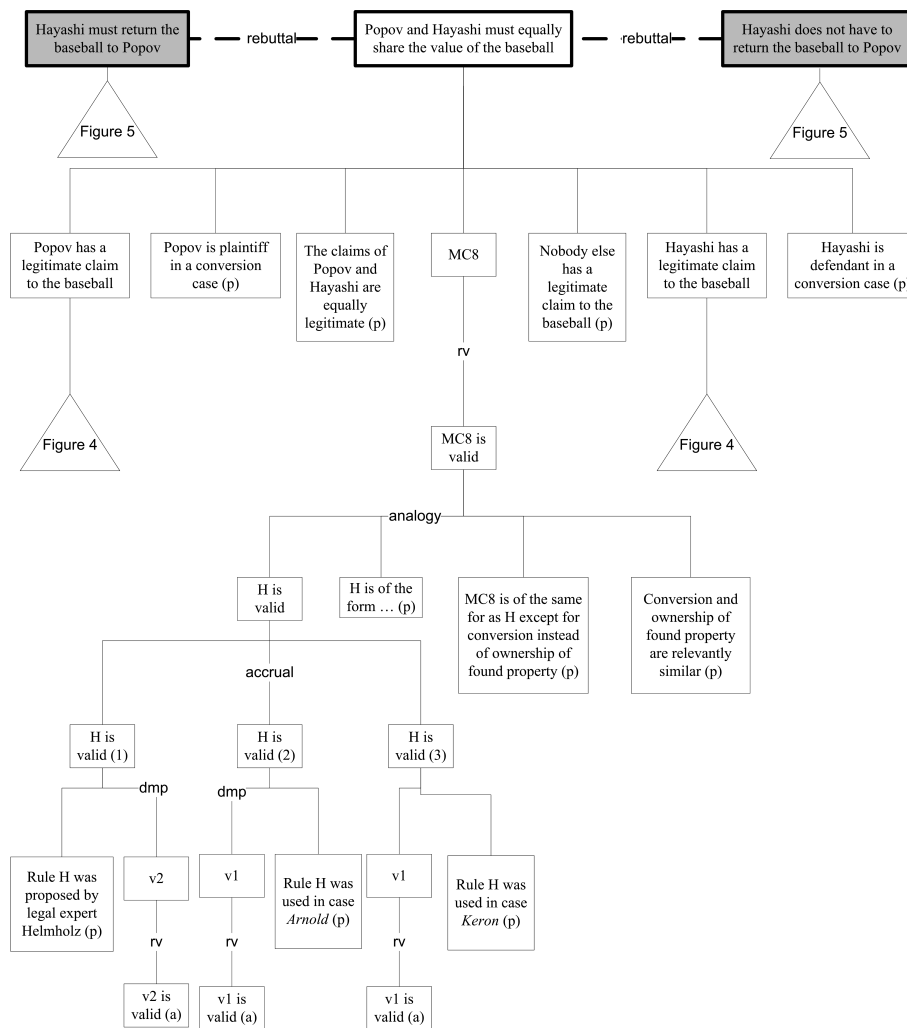 Hayashi must return the
baseball to Popov
rebuttal
Popov and Hayashi must equally
share the value of the baseball
rebuttal
Hayashi does not have to
return the baseball to Popov
Figure 5
Figure 5
Popov has a
legitimate claim
to the baseball
Popov is plaintiff
in a conversion
case (p)
The claims of
Popov and
Hayashi are
equally
legitimate (p)
MC8
Nobody else
has a
legitimate
claim to the
baseball (p)
Hayashi has a
legitimate claim
to the baseball
Hayashi is
defendant in a
conversion case (p)
rv
Figure 4
MC8 is
valid
Figure 4
analogy
H is
valid
H is of the
form … (p)
MC8 is of the same
for as H except for
conversion instead
of ownership of
found property (p)
Conversion and
ownership of
found property
are relevantly
similar (p)
accrual
H is
valid (1)
H is
valid (2)
H is
valid (3)
dmp
dmp
Rule H was
proposed by
legal expert
Helmholz (p)
v2
v1
Rule H was
used in case
Arnold (p)
v1
Rule H was
used in case
Keron (p)
rv
rv
rv
v2 is
valid (a)
v1 is
valid (a)
v1 is
valid (a)